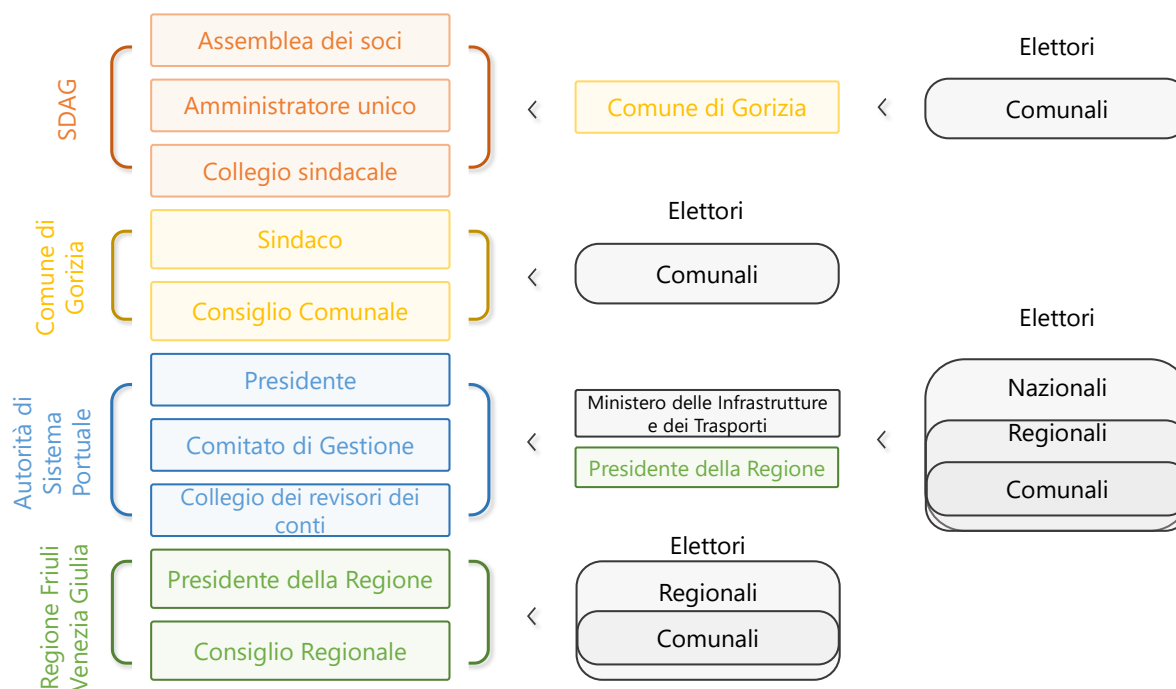 SDAG
Assemblea dei soci
Amministratore unico
Collegio sindacale
Comune di Gorizia
Elettori
Comunali
Comune di
Gorizia
Sindaco
Consiglio Comunale
Elettori
Comunali
Autorità di
Sistema
Portuale
Presidente
Comitato di Gestione
Collegio dei revisori dei
conti
Ministero delle Infrastrutture
e dei Trasporti
Presidente della Regione
Elettori
Nazionali
Regionali
Comunali
Regione Friuli
Venezia Giulia
Presidente della Regione
Consiglio Regionale
Elettori
Regionali
Comunali